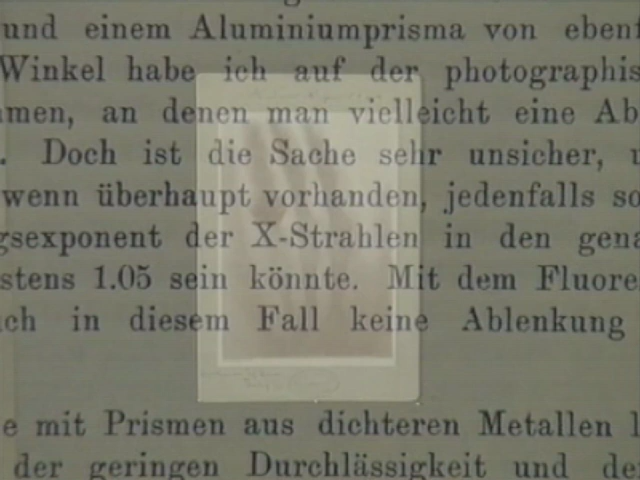 und einem Aluminiumprisma von eben
Winkel habe ich auf der photographis
men, an denen man vielleicht eine Ab
. Doch ist die Sache sehr unsicher, u
wenn überhaupt vorhanden, jedenfalls so
gsexponent der X-Strahlen in den gena
stens 1.05 sein könnte. Mit dem Fluore
ch in diesem Fall keine Ablenkung
e mit Prismen aus dichteren Metallen l
der geringen Durchlässigkeit und de